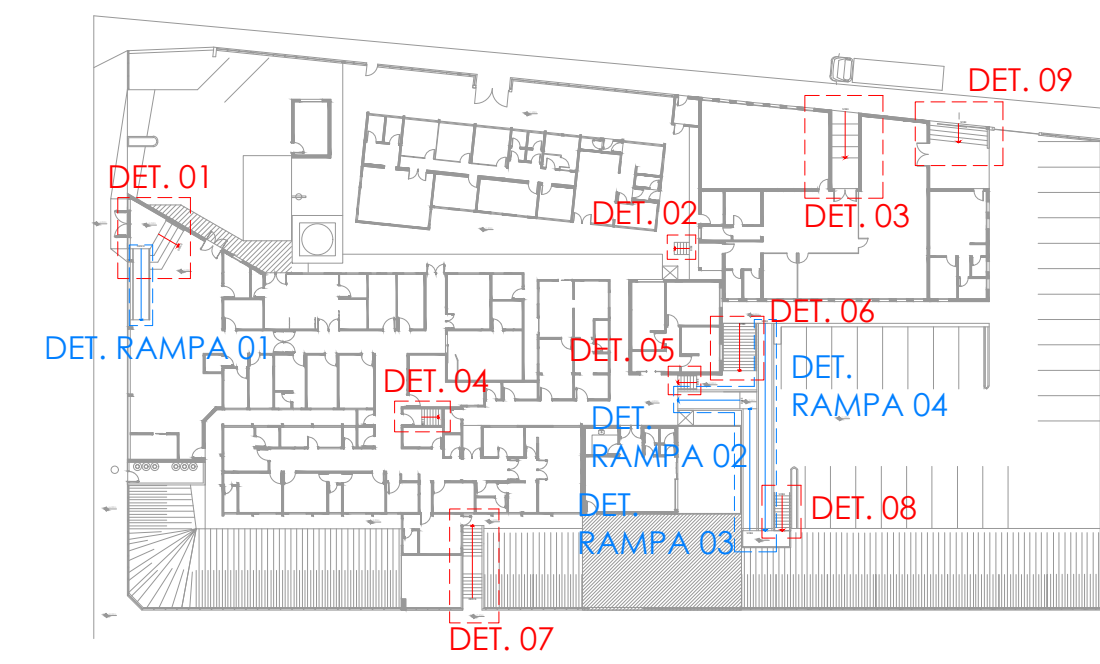 DET. 09
DET. 01
DET. 02
DET. 03
DET. 06
DET. RAMPA 01
DET. 05
DET. 04
DET.
RAMPA 04
DET.
RAMPA 02
DET.
RAMPA 03
DET. 08
DET. 07